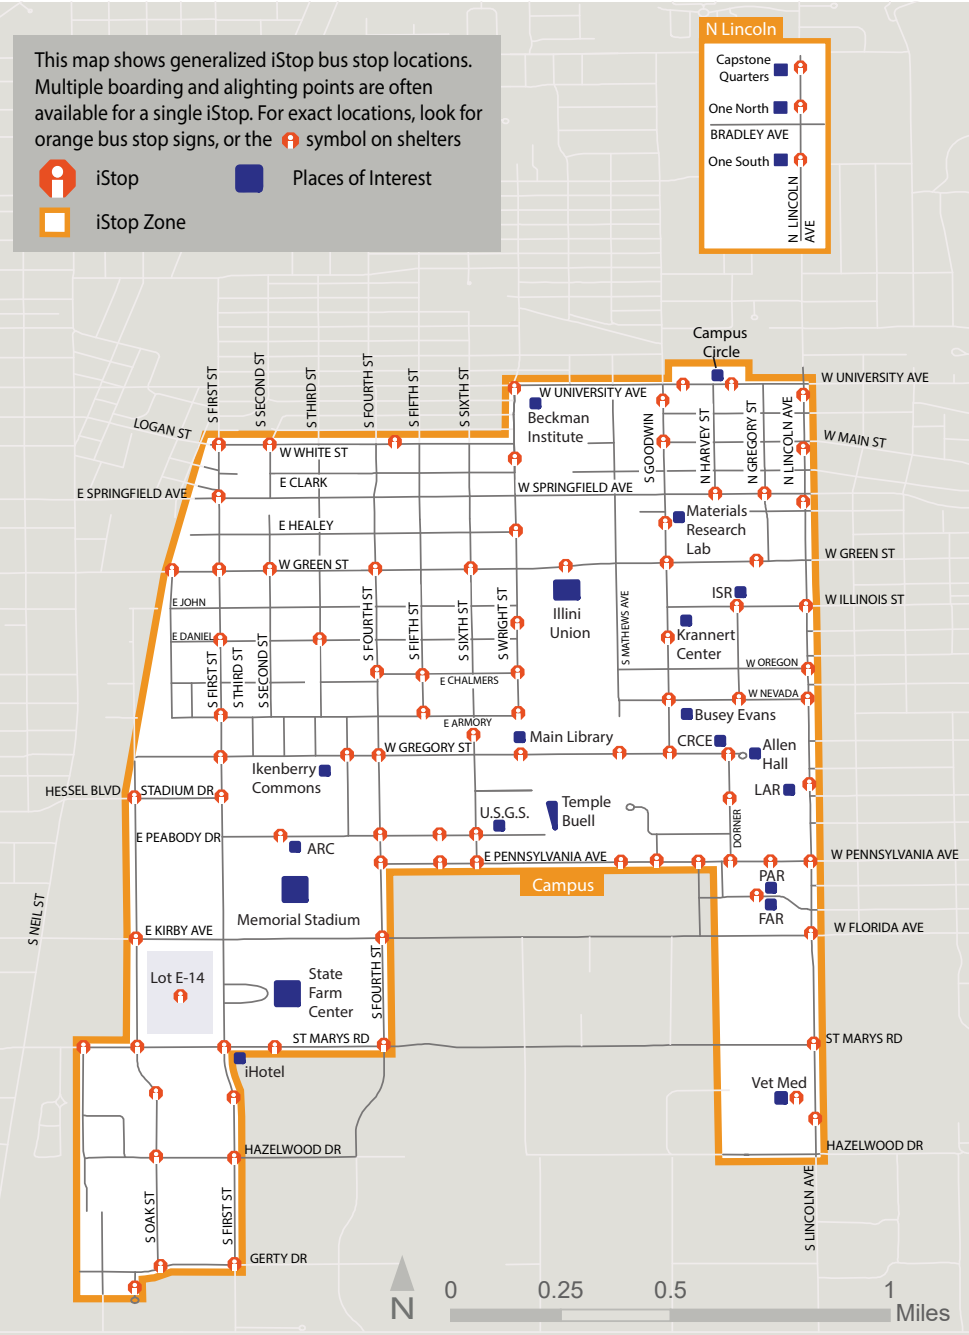 N Lincoln
Capstone
Quarters
One North
BRADLEY AVE
One South
N LINCOLN
AVE
This map shows generalized iStop bus stop locations.
Multiple boarding and alighting points are often
available for a single iStop. For exact locations, look for
orange bus stop signs, or the symbol on shelters
iStop
Places of Interest
iStop Zone
Campus
Circle
W UNIVERSITY AVE
W UNIVERSITY AVE
S FIRST ST
S SECOND ST
S THIRD ST
S FOURTH ST
S FIFTH ST
S SIXTH ST
Beckman
Institute
S GOODWIN
N HARVEY ST
N GREGORY ST
N LINCOLN AVE
LOGAN ST
W MAIN ST
W WHITE ST
E CLARK
E SPRINGFIELD AVE
W SPRINGFIELD AVE
Materials
Research
Lab
E HEALEY
W GREEN ST
W GREEN ST
E JOHN
ISR
W ILLINOIS ST
Illini
Union
S MATHEWS AVE
S FOURTH ST
S FIFTH ST
S SIXTH ST
S WRIGHT ST
E DANIEL
Krannert
Center
S FIRST ST
S THIRD ST
S SECOND ST
W OREGON
E CHALMERS
W NEVADA
Busey Evans
E ARMORY
Main Library
W GREGORY ST
CRCE
Allen
Hall
Ikenberry
Commons
HESSEL BLVD
STADIUM DR
LAR
U.S.G.S.
Temple
Buell
DORNER
E PEABODY DR
ARC
E PENNSYLVANIA AVE
W PENNSYLVANIA AVE
Campus
PAR
FAR
Memorial Stadium
S NEIL ST
E KIRBY AVE
W FLORIDA AVE
Lot E-14
State
Farm
Center
S FOURTH ST
ST MARYS RD
ST MARYS RD
iHotel
Vet Med
HAZELWOOD DR
HAZELWOOD DR
S OAK ST
S FIRST ST
S LINCOLN AVE
GERTY DR
N
0
0.25
0.5
1
Miles